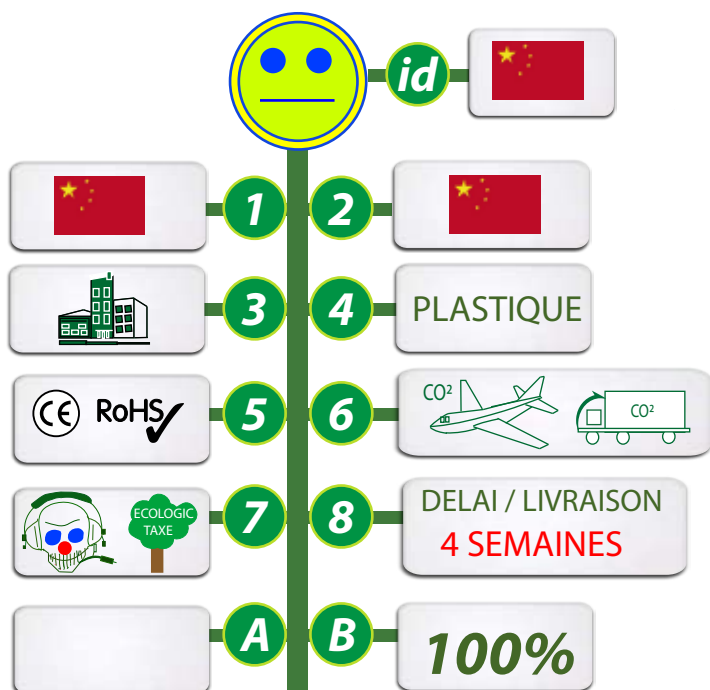 id
1
2
3
4
PLASTIQUE
CE RoHS
5
6
CO²
CO²
ECOLOGIC
TAXE
7
8
DELAI / LIVRAISON
4 SEMAINES
A
B
100%